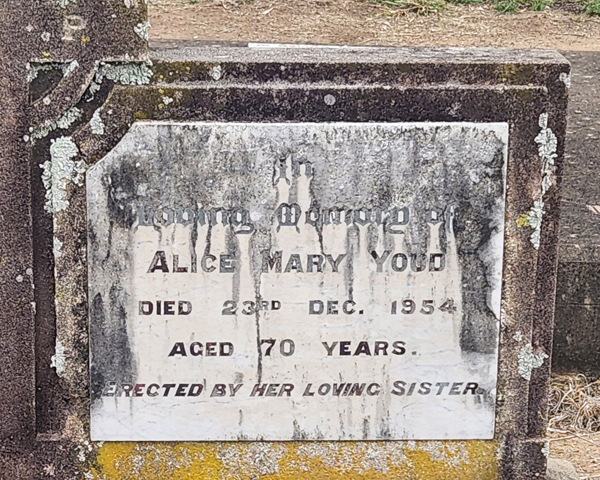 In
Loving Memory of
ALICE MARY YOUD
DIED 23RD DEC. 1954
AGED 70 YEARS.
ERECTED BY HER LOVING SISTER.